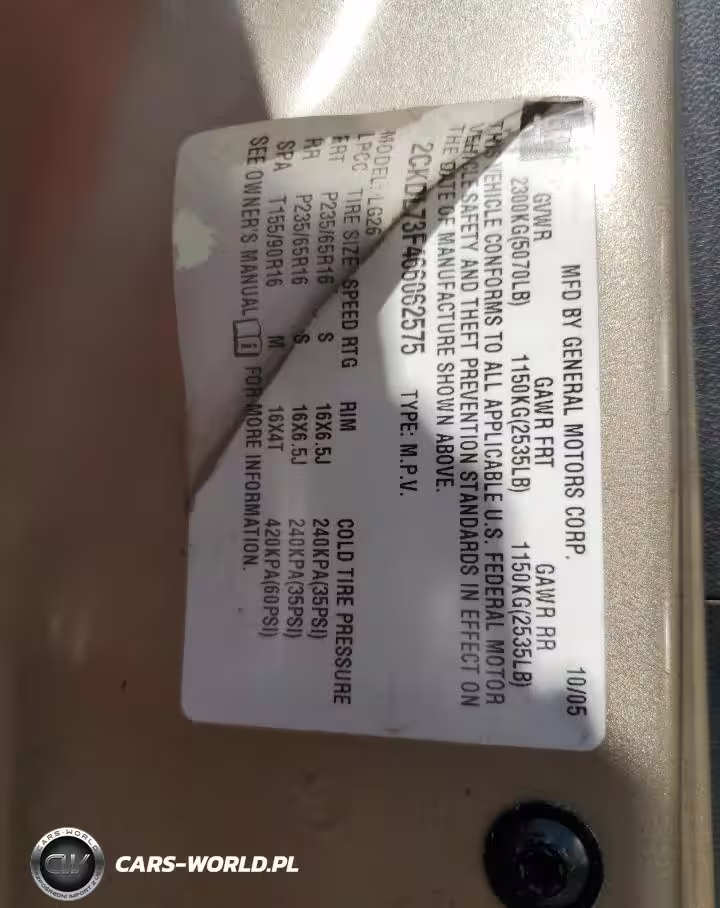 MFD BY GENERAL MOTORS CORP. 10/05
GVWR GAWR FRT GAWR RR
2300KG(5070LB) 1150KG(2535LB) 1150KG(2535LB)
THIS VEHICLE CONFORMS TO ALL APPLICABLE U.S. FEDERAL MOTOR
VEHICLE SAFETY AND THEFT PREVENTION STANDARDS IN EFFECT ON
THE DATE OF MANUFACTURE SHOWN ABOVE.
TYPE: M.P.V.
MODEL: LG26
LPCC TIRE SIZE SPEED RTG RIM COLD TIRE PRESSURE
FRT P235/65R16 S 16X6.5J 240KPA(35PSI)
RR P235/65R16 S 16X6.5J 240KPA(35PSI)
SPA T155/90R16 M 16X4T 420KPA(60PSI)
SEE OWNER'S MANUAL FOR MORE INFORMATION.
CARS-WORLD.PL
CARS-WORLD
CW